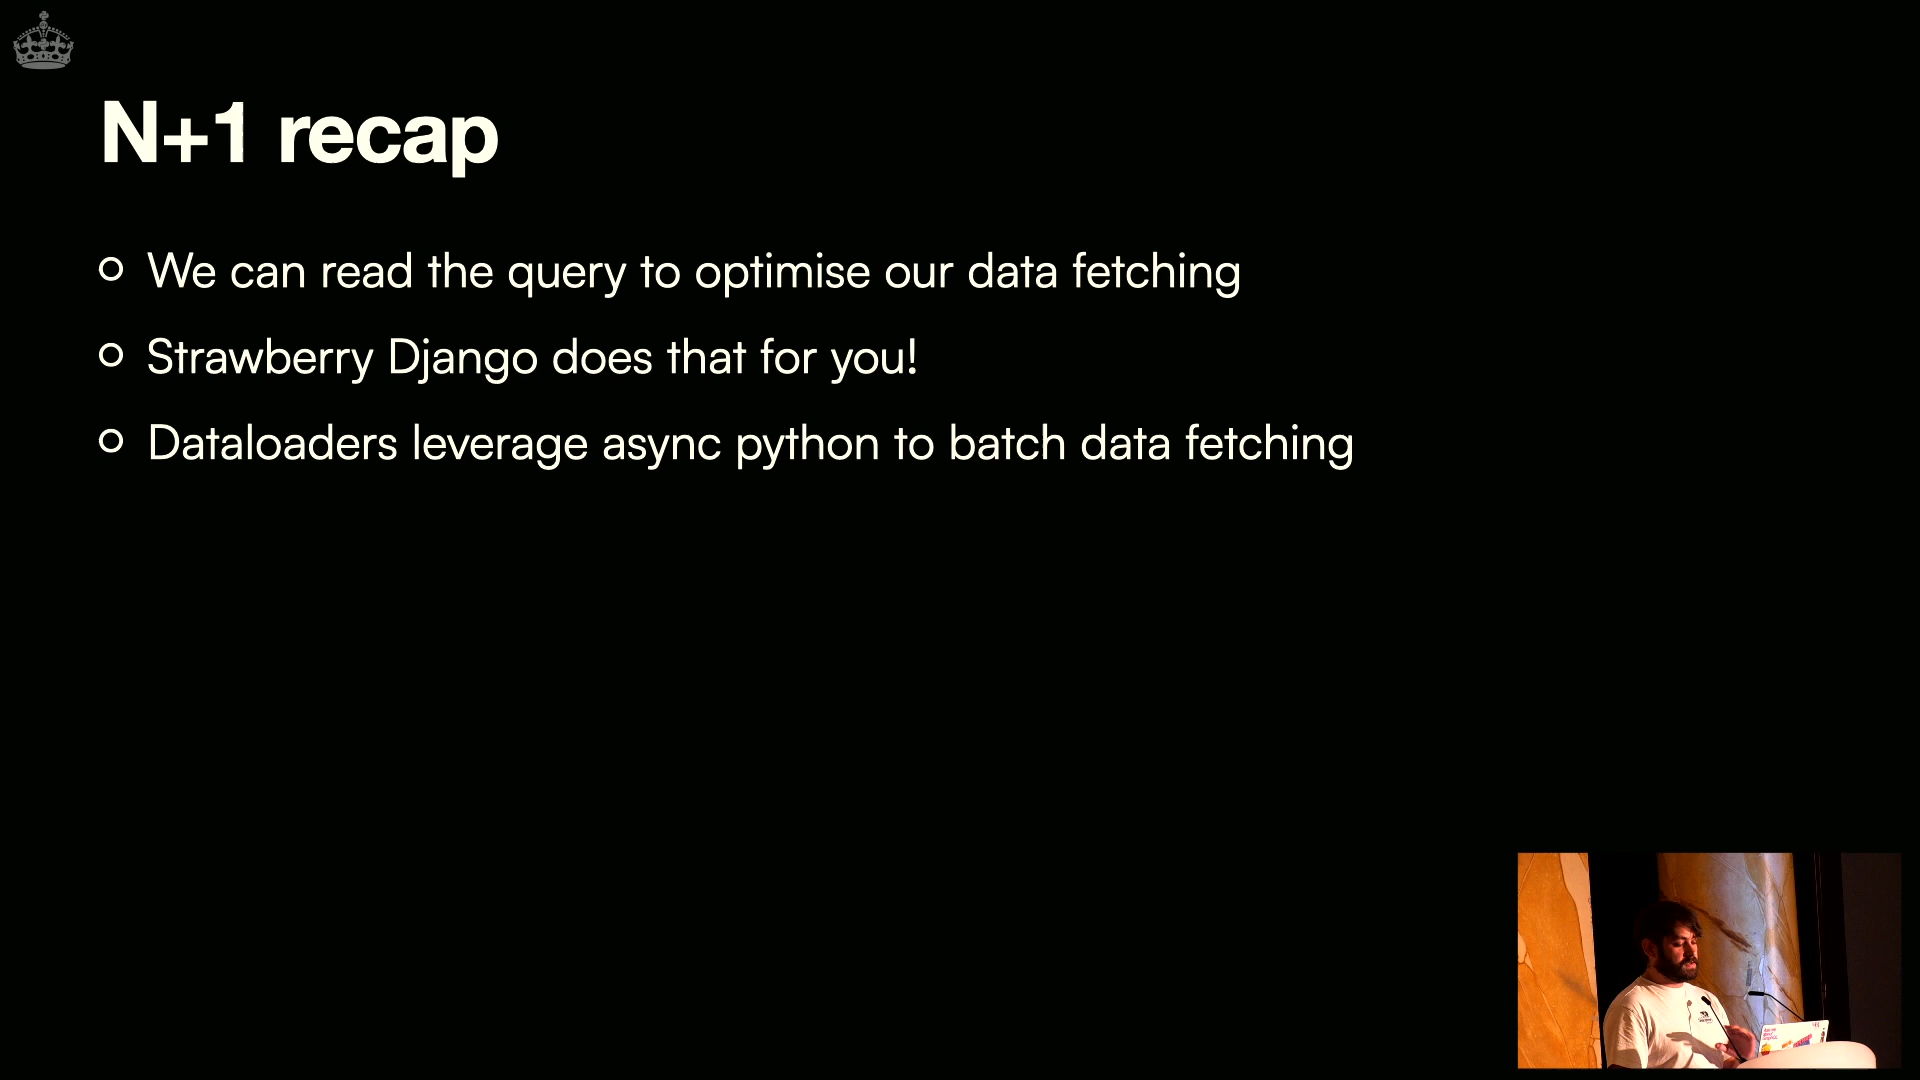 N+1 recap
We can read the query to optimise our data fetching
Strawberry Django does that for you!
Dataloaders leverage async python to batch data fetching